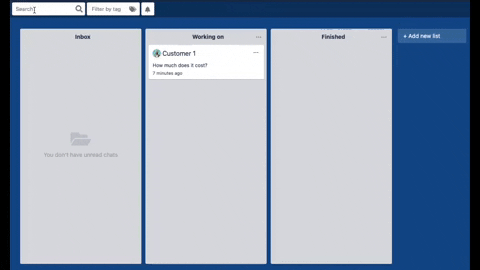 Search
Filter by tag
Inbox
Working on
Finished
+ Add new list
Customer 1
How much does it cost?
7 minutes ago
You don't have unread chats